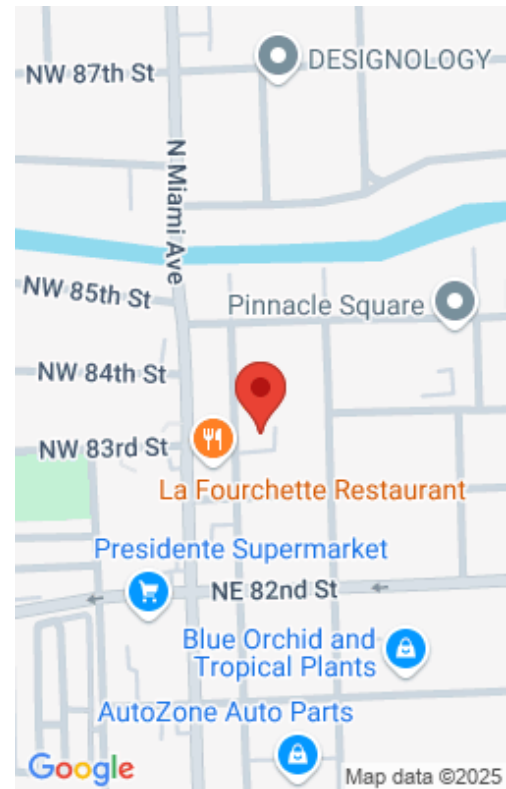 DESIGNOLOGY
NW 87th St
N Miami Ave
NW 85th St
Pinnacle Square
NW 84th St
NW 83rd St
La Fourchette Restaurant
Presidente Supermarket
NE 82nd St
Blue Orchid and
Tropical Plants
AutoZone Auto Parts
Google
Map data ©2025